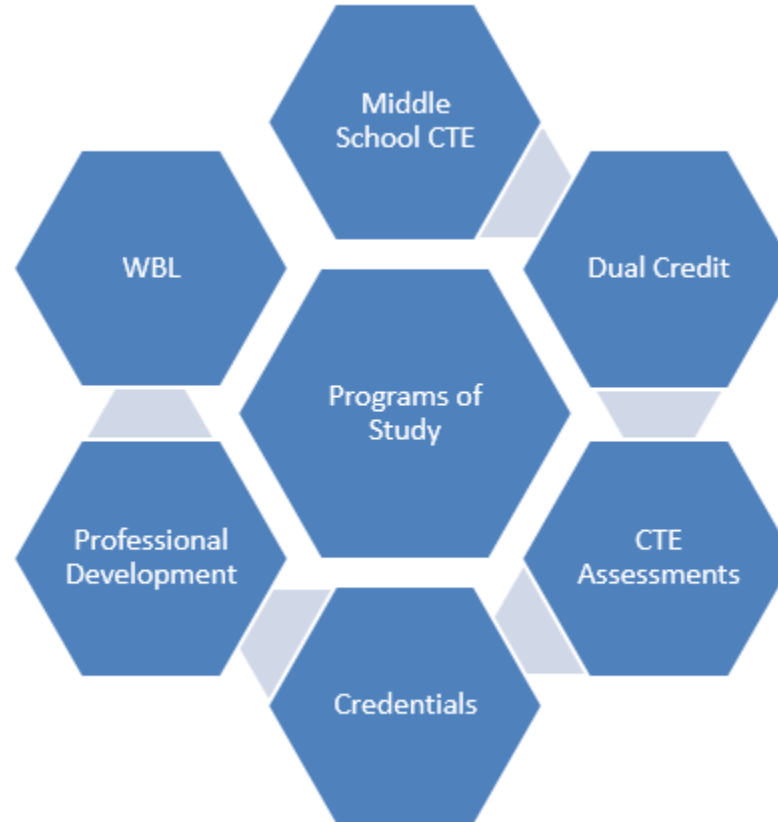 Middle
School CTE
WBL
Dual Credit
Programs of
Study
Professional
Development
CTE
Assessments
Credentials